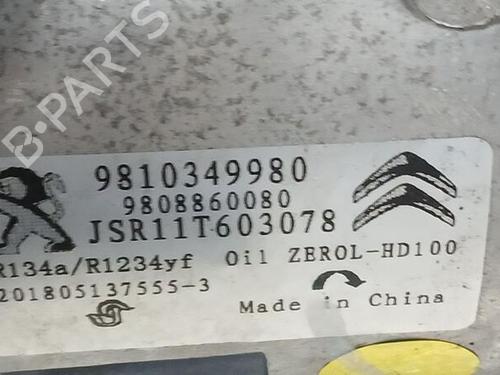 B-PARTS
9810349980
9808860080
JSR11T603078
R134a/R1234yf Oil ZEROL-HD100
201805137555-3
Made in China